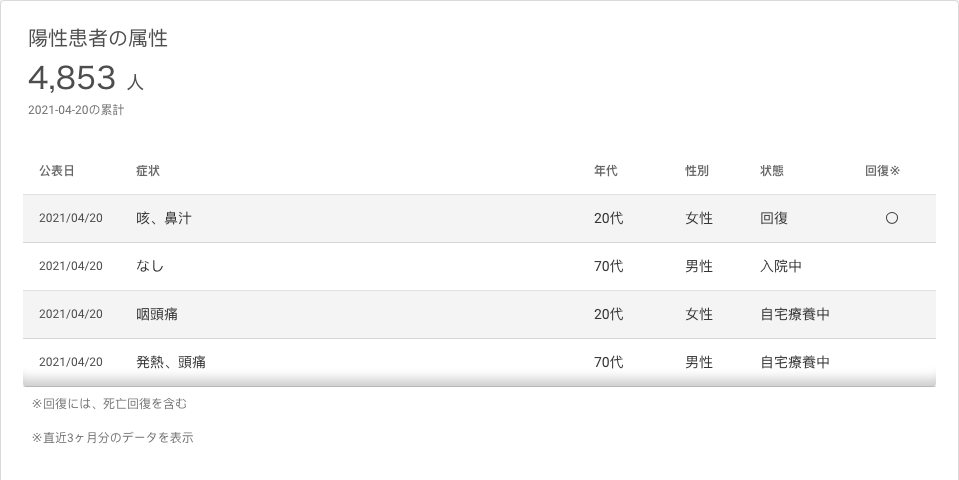 陽性患者の属性
4,853 人
2021-04-20の累計
公表日 症状 年代 性別 状態 回復※
2021/04/20 咳、鼻汁 20代 女性 回復 〇
2021/04/20 なし 70代 男性 入院中
2021/04/20 咽頭痛 20代 女性 自宅療養中
2021/04/20 発熱、頭痛 70代 男性 自宅療養中
※回復には、死亡回復を含む
※直近3ヶ月分のデータを表示